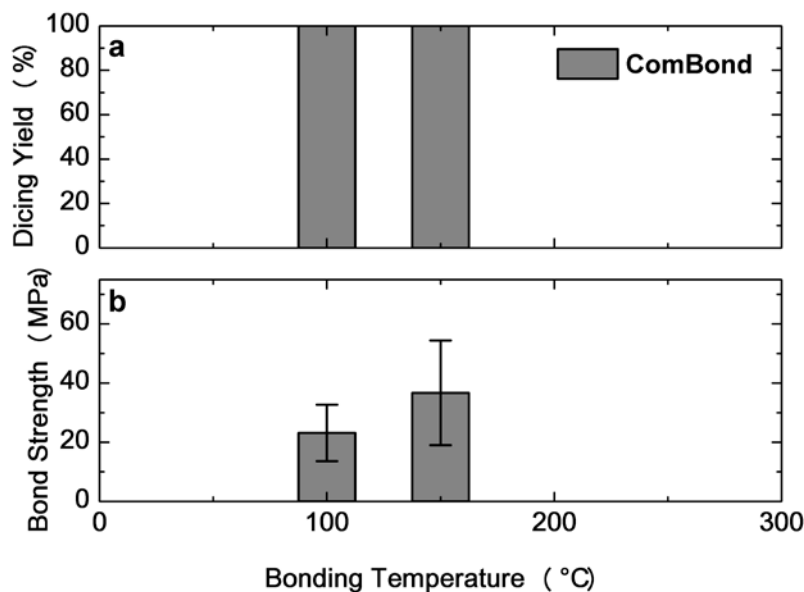 a
ComBond
Dicing Yield (%)
100
80
60
40
20
0
b
Bond Strength (MPa)
60
40
20
0
0
100
200
300
Bonding Temperature (°C)